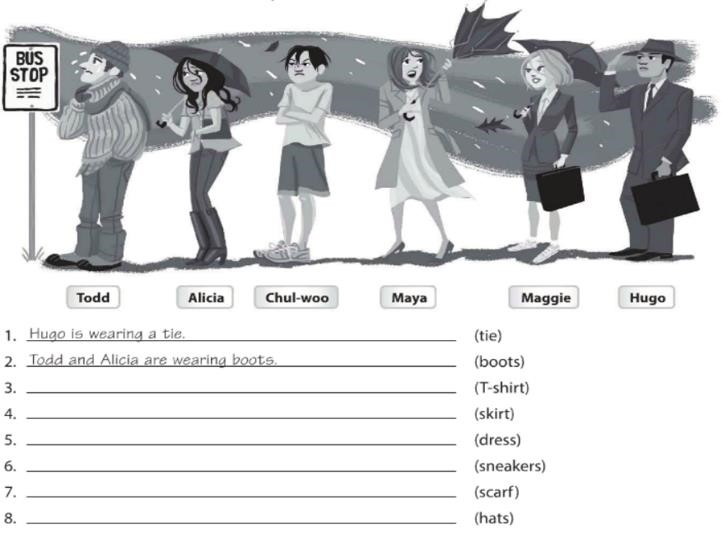 BUS
STOP
Todd Alicia Chul-woo Maya Maggie Hugo
1. Hugo is wearing a tie. (tie)
2. Todd and Alicia are wearing boots. (boots)
3. (T-shirt)
4. (skirt)
5. (dress)
6. (sneakers)
7. (scarf)
8. (hats)